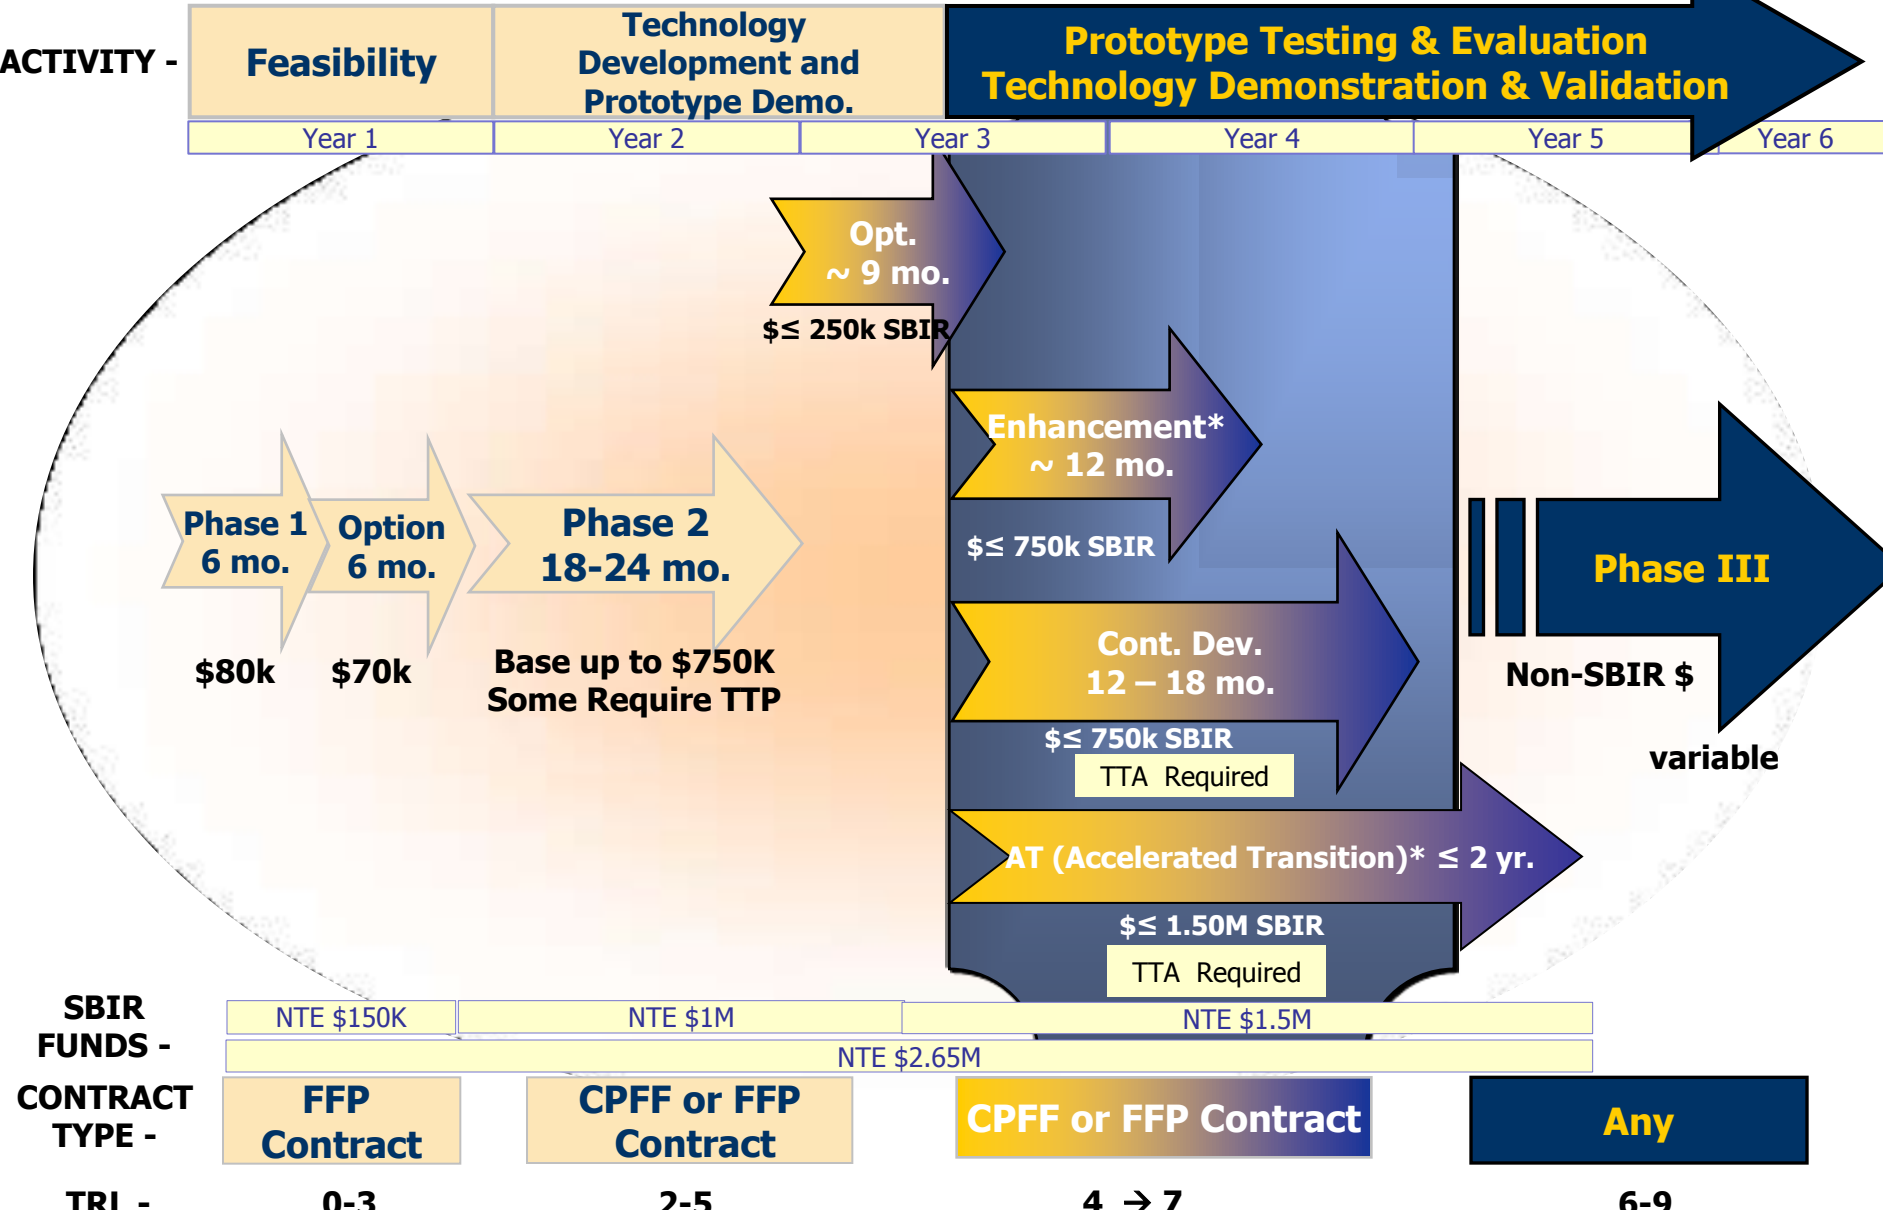 ACTIVITY -
Feasibility
Technology
Development and
Prototype Demo.
Prototype Testing & Evaluation
Technology Demonstration & Validation
Year 1
Year 2
Year 3
Year 4
Year 5
Year 6
Opt.
~ 9 mo.
$≤ 250k SBIR
Enhancement*
~ 12 mo.
$≤ 750k SBIR
Phase 1
6 mo.
$80k
Option
6 mo.
$70k
Phase 2
18-24 mo.
Base up to $750K
Some Require TTP
Cont. Dev.
12 – 18 mo.
$≤ 750k SBIR
TTA Required
Phase III
Non-SBIR $
variable
AT (Accelerated Transition)* ≤ 2 yr.
$≤ 1.50M SBIR
TTA Required
SBIR
FUNDS -
NTE $150K
NTE $1M
NTE $1.5M
NTE $2.65M
CONTRACT
TYPE -
FFP
Contract
CPFF or FFP
Contract
CPFF or FFP Contract
Any
TRL -
0-3
2-5
4 → 7
6-9